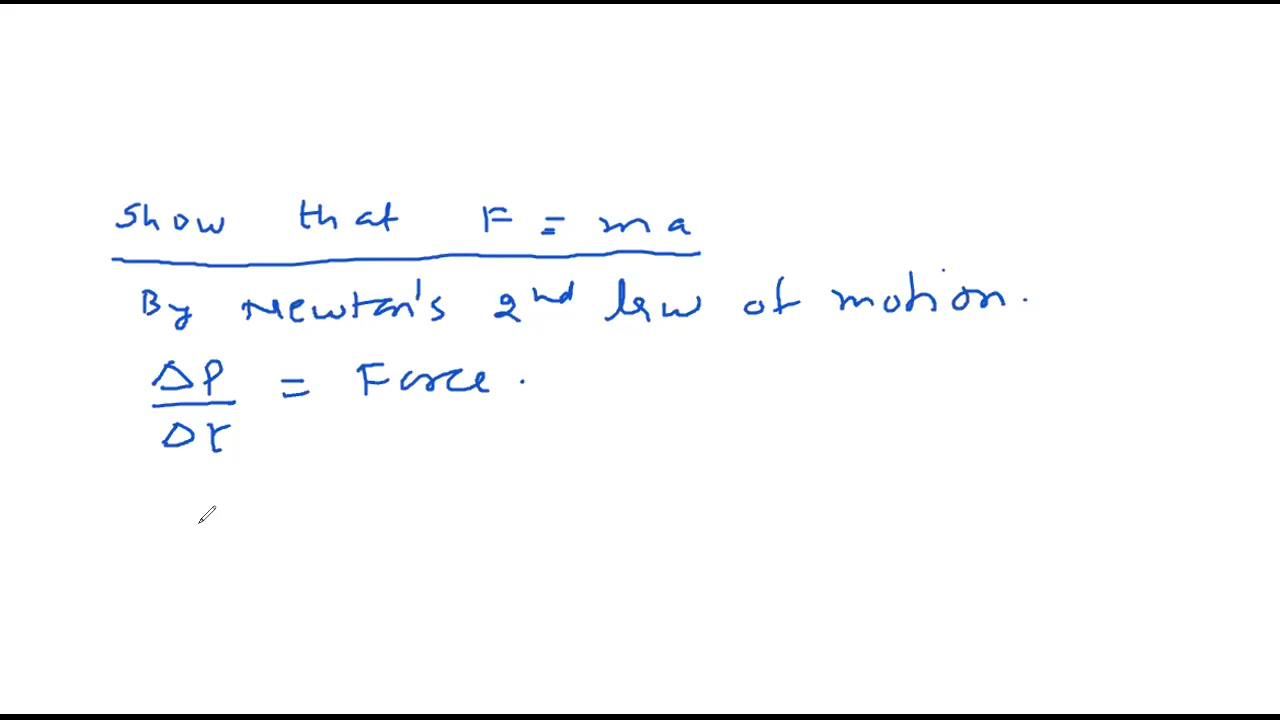 Show that F = ma
By Newton's 2nd law of motion.
ΔP/Δt = Force.